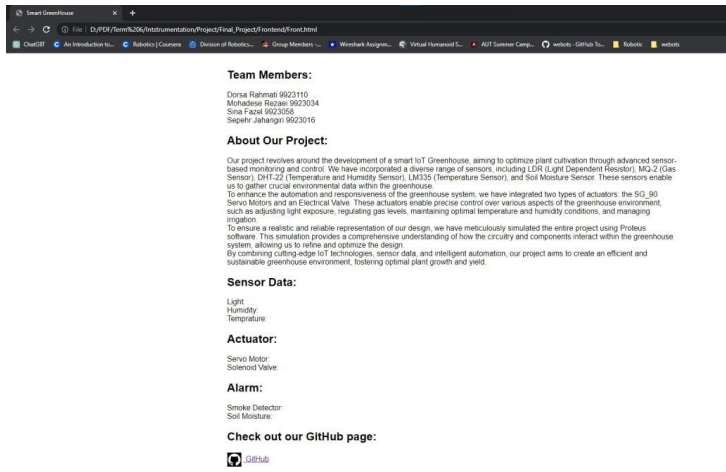 Smart GreenHouse
File D:/PDF/Term%206/Intstrumentation/Project/Final_Project/Frontend/Front.html
ChatGBT An Introduction to... Robotics | Coursera Division of Robotics... Group Members -... Wireshark Assignm... Virtual Humanoid S... AUT Summer Camp... webots - GitHub To... Robotic webots
Team Members:
Dorsa Rahmati 9923110
Mohadese Rezaei 9923034
Sina Fazel 9923058
Sepehr Jahangiri 9923016
About Our Project:
Our project revolves around the development of a smart IoT Greenhouse, aiming to optimize plant cultivation through advanced sensor-
based monitoring and control. We have incorporated a diverse range of sensors, including LDR (Light Dependent Resistor), MQ-2 (Gas
Sensor), DHT-22 (Temperature and Humidity Sensor), LM335 (Temperature Sensor), and Soil Moisture Sensor. These sensors enable
us to gather crucial environmental data within the greenhouse.
To enhance the automation and responsiveness of the greenhouse system, we have integrated two types of actuators: the SG_90
Servo Motors and an Electrical Valve. These actuators enable precise control over various aspects of the greenhouse environment,
such as adjusting light exposure, regulating gas levels, maintaining optimal temperature and humidity conditions, and managing
irrigation.
To ensure a realistic and reliable representation of our design, we have meticulously simulated the entire project using Proteus
software. This simulation provides a comprehensive understanding of how the circuitry and components interact within the greenhouse
system, allowing us to refine and optimize the design.
By combining cutting-edge IoT technologies, sensor data, and intelligent automation, our project aims to create an efficient and
sustainable greenhouse environment, fostering optimal plant growth and yield.
Sensor Data:
Light:
Humidity:
Temprature:
Actuator:
Servo Motor:
Solenoid Valve:
Alarm:
Smoke Detector:
Soil Moisture:
Check out our GitHub page:
GitHub